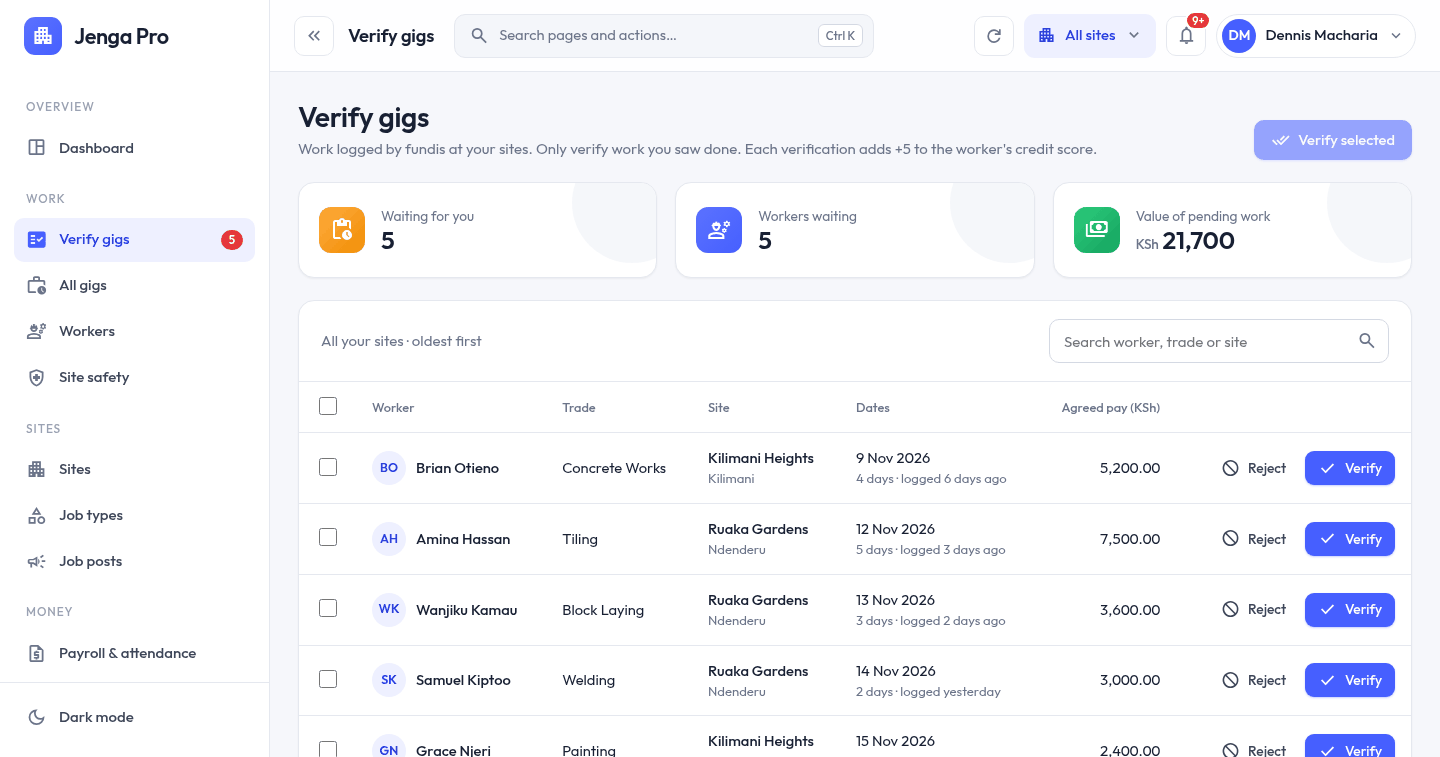 Jenga Pro
Verify gigs
Search pages and actions…
Ctrl K
All sites
9+
DM
Dennis Macharia
OVERVIEW
Dashboard
WORK
Verify gigs
5
All gigs
Workers
Site safety
SITES
Sites
Job types
Job posts
MONEY
Payroll & attendance
Dark mode
Verify gigs
Work logged by fundis at your sites. Only verify work you saw done. Each verification adds +5 to the worker's credit score.
Verify selected
Waiting for you
5
Workers waiting
5
Value of pending work
KSh 21,700
All your sites · oldest first
Search worker, trade or site
Worker Trade Site Dates Agreed pay (KSh)
BO Brian Otieno Concrete Works Kilimani Heights 9 Nov 2026 5,200.00 Reject Verify
Kilimani 4 days · logged 6 days ago
AH Amina Hassan Tiling Ruaka Gardens 12 Nov 2026 7,500.00 Reject Verify
Ndenderu 5 days · logged 3 days ago
WK Wanjiku Kamau Block Laying Ruaka Gardens 13 Nov 2026 3,600.00 Reject Verify
Ndenderu 3 days · logged 2 days ago
SK Samuel Kiptoo Welding Ruaka Gardens 14 Nov 2026 3,000.00 Reject Verify
Ndenderu 2 days · logged yesterday
GN Grace Njeri Painting Kilimani Heights 15 Nov 2026 2,400.00 Reject Verify